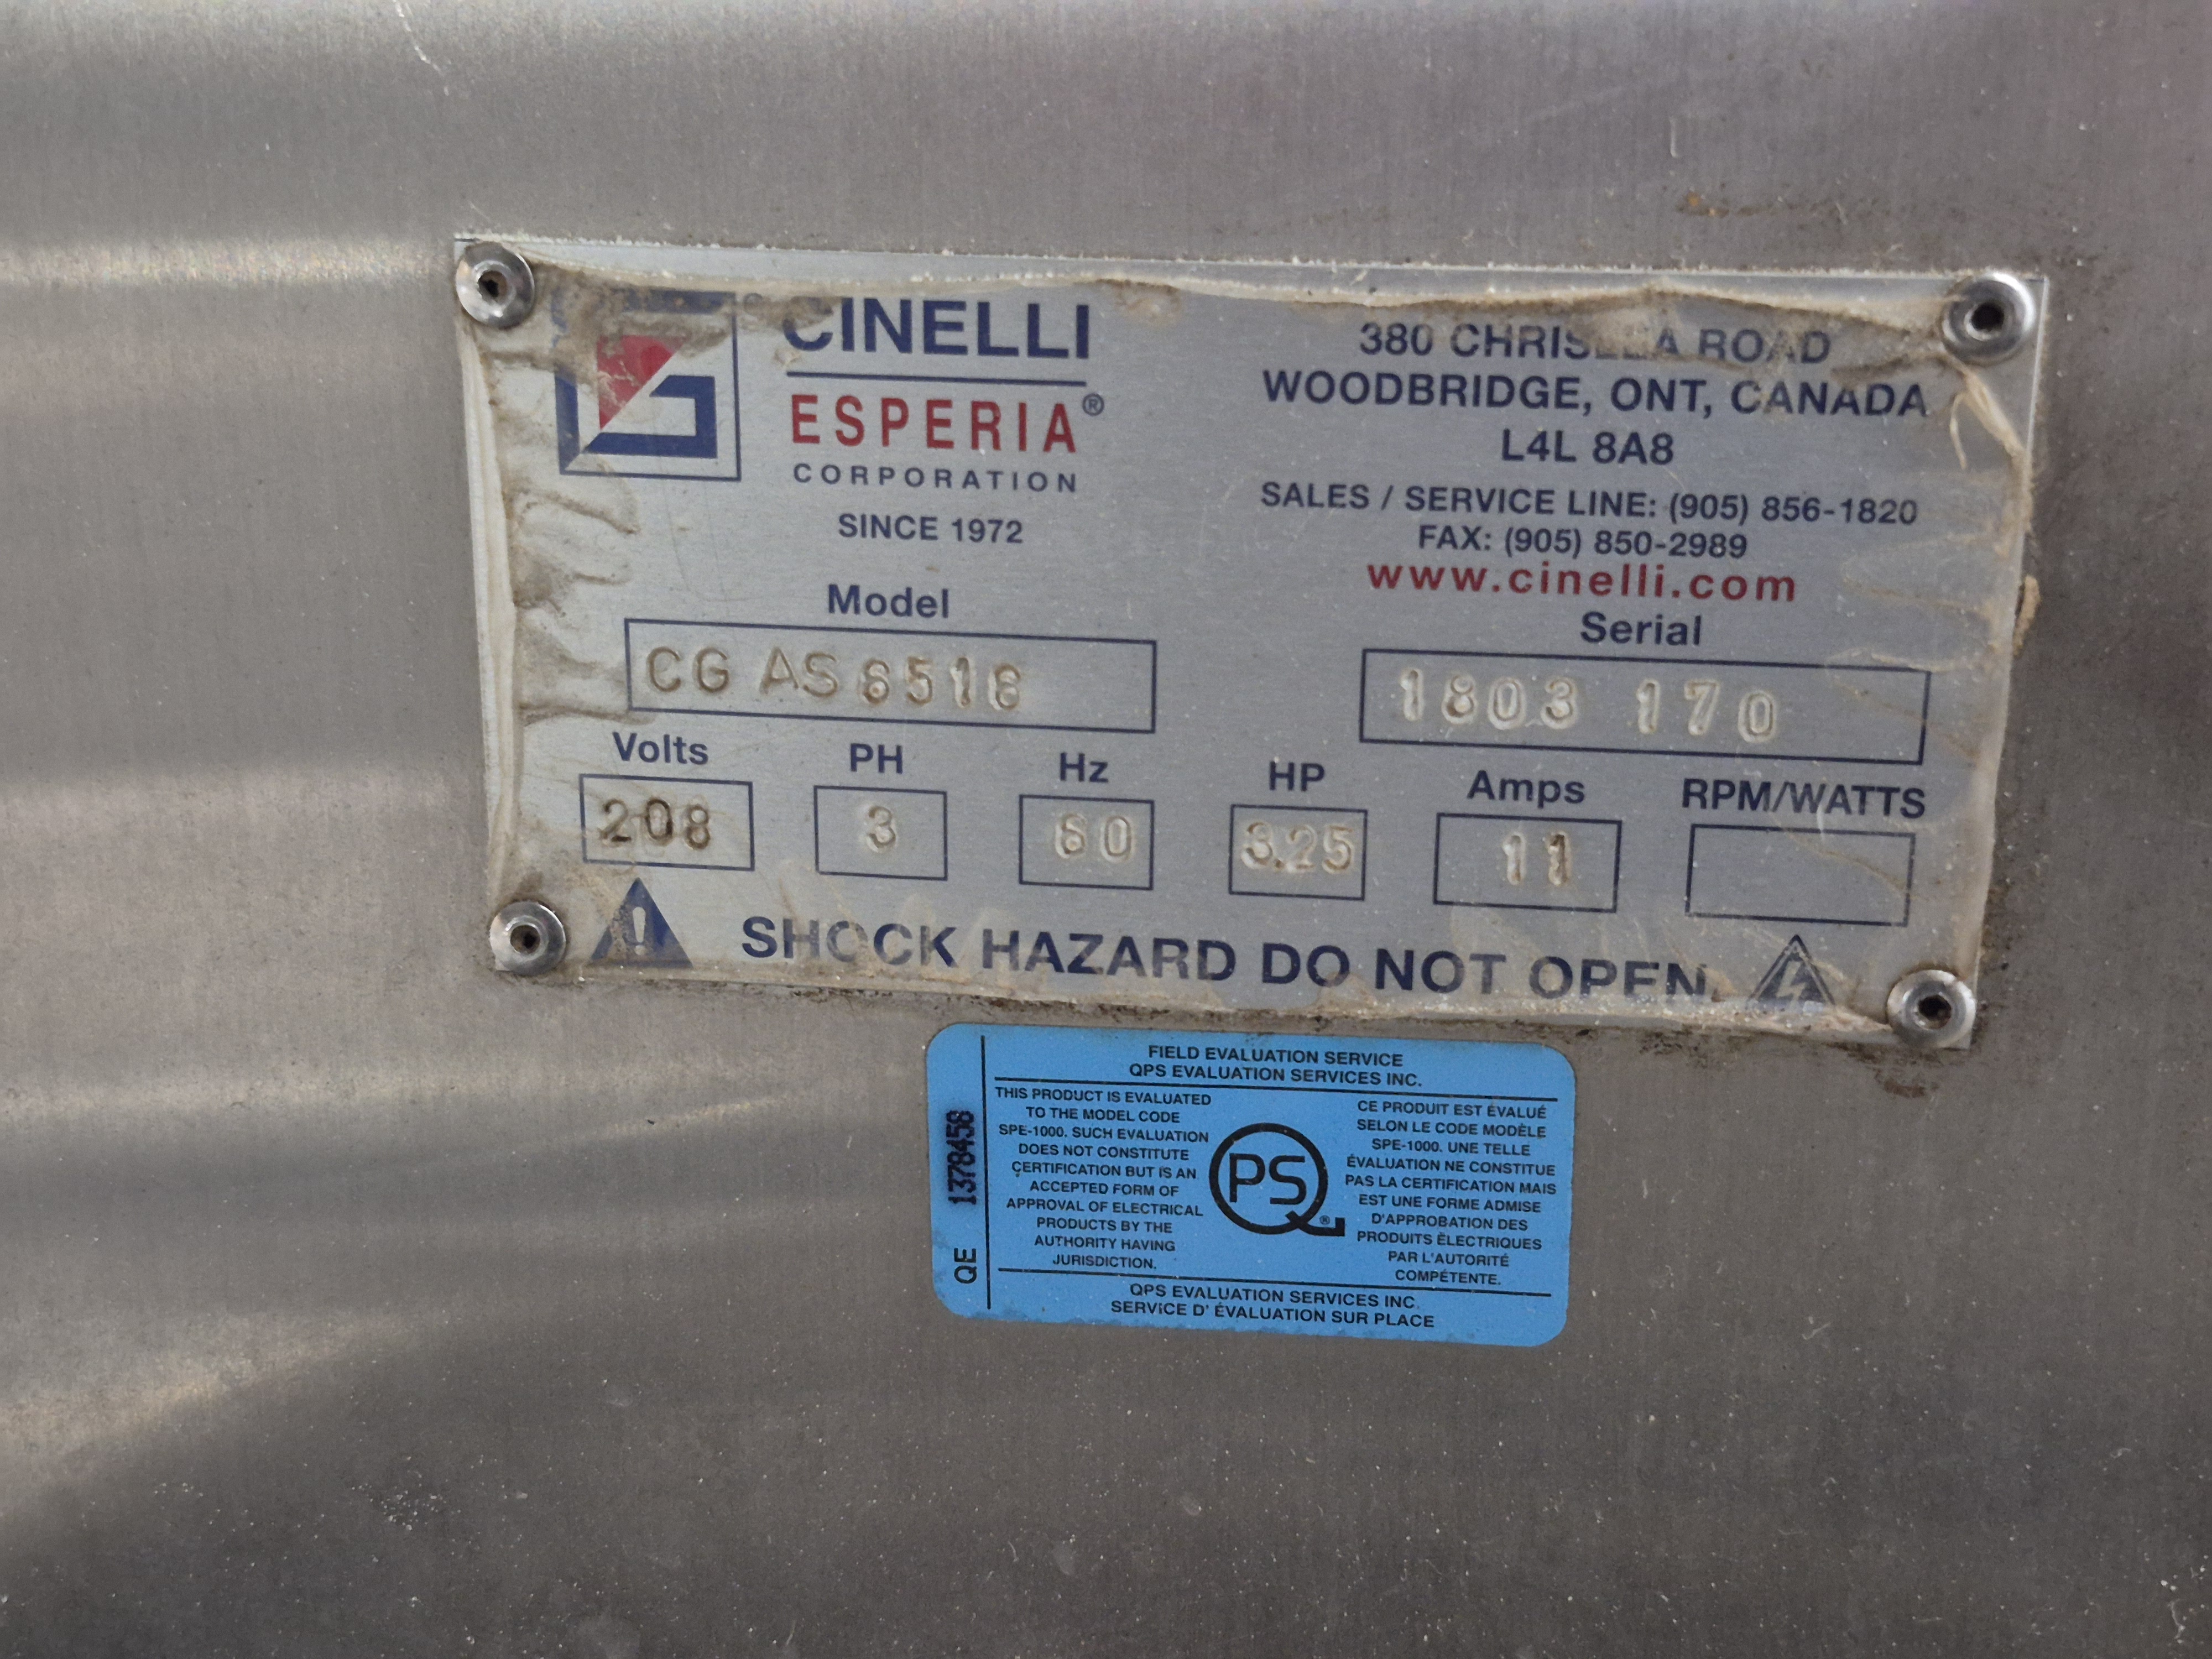 CINELLI
ESPERIA®
CORPORATION
SINCE 1972
380 ROAD
WOODBRIDGE, ONT, CANADA
L4L 8A8
SALES / SERVICE LINE: (905) 856-1820
FAX: (905) 850-2989
www.cinelli.com
Model
CG AS
Serial
1803 170
Volts
208
PH
3
Hz
60
HP
3.25
Amps
11
RPM/WATTS
SHOCK HAZARD DO NOT OPEN.
FIELD EVALUATION SERVICE
QPS EVALUATION SERVICES INC.
THIS PRODUCT IS EVALUATED
TO THE MODEL CODE
SPE-1000. SUCH EVALUATION
DOES NOT CONSTITUTE
CERTIFICATION BUT IS AN
ACCEPTED FORM OF
APPROVAL OF ELECTRICAL
PRODUCTS BY THE
AUTHORITY HAVING
JURISDICTION.
QPS®
CE PRODUIT EST ÉVALUÉ
SELON LE CODE MODÈLE
SPE-1000. UNE TELLE
ÉVALUATION NE CONSTITUE
PAS LA CERTIFICATION MAIS
EST UNE FORME ADMISE
D'APPROBATION DES
PRODUITS ÉLECTRIQUES
PAR L'AUTORITÉ
COMPÉTENTE.
QPS EVALUATION SERVICES INC.
SERVICE D' ÉVALUATION SUR PLACE
QE 1378458